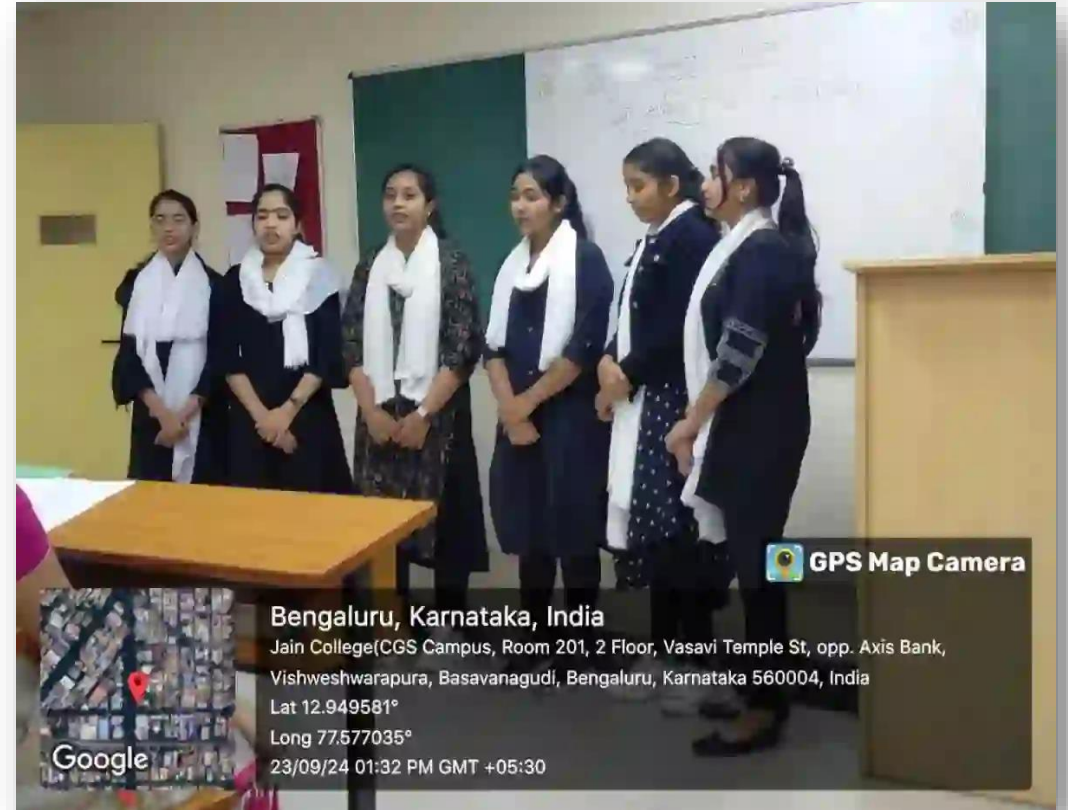 GPS Map Camera
Bengaluru, Karnataka, India
Jain College(CGS Campus, Room 201, 2 Floor, Vasavi Temple St, opp. Axis Bank,
Vishweshwarapura, Basavanagudi, Bengaluru, Karnataka 560004, India
Lat 12.949581°
Long 77.577035°
23/09/24 01:32 PM GMT +05:30
Google